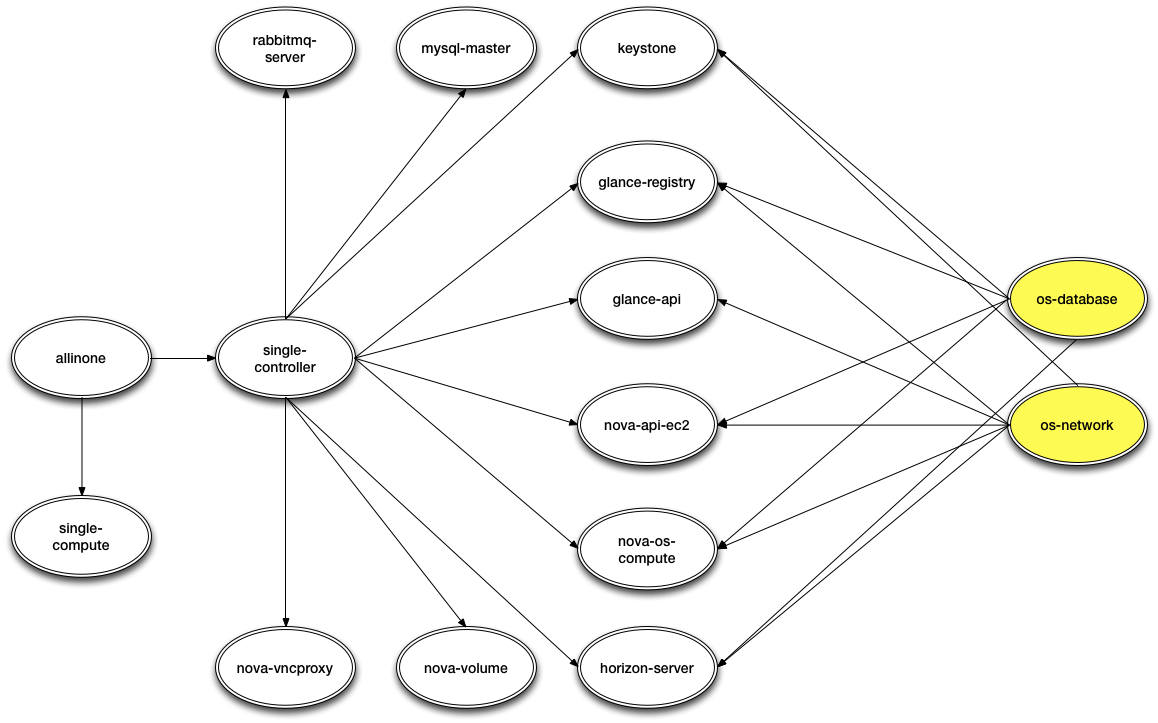 rabbitmq-
server
mysql-master
keystone
glance-registry
glance-api
os-database
allinone
single-
controller
nova-api-ec2
os-network
single-
compute
nova-os-
compute
nova-vncproxy
nova-volume
horizon-server